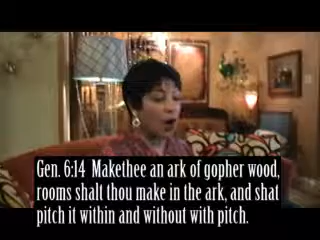 Gen. 6:14 Makethee an ark of gopher wood,
rooms shalt thou make in the ark, and shat
pitch it within and without with pitch.